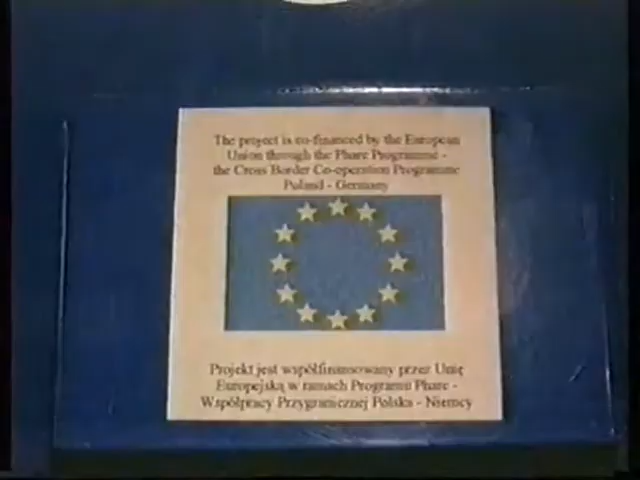 The project is co-financed by the European
Union through the Phare Programme -
the Cross Border Co-operation Programme
Poland - Germany
Projekt jest współfinansowany przez Unię
Europejską w ramach Programu Phare -
Współpracy Przygranicznej Polska - Niemcy